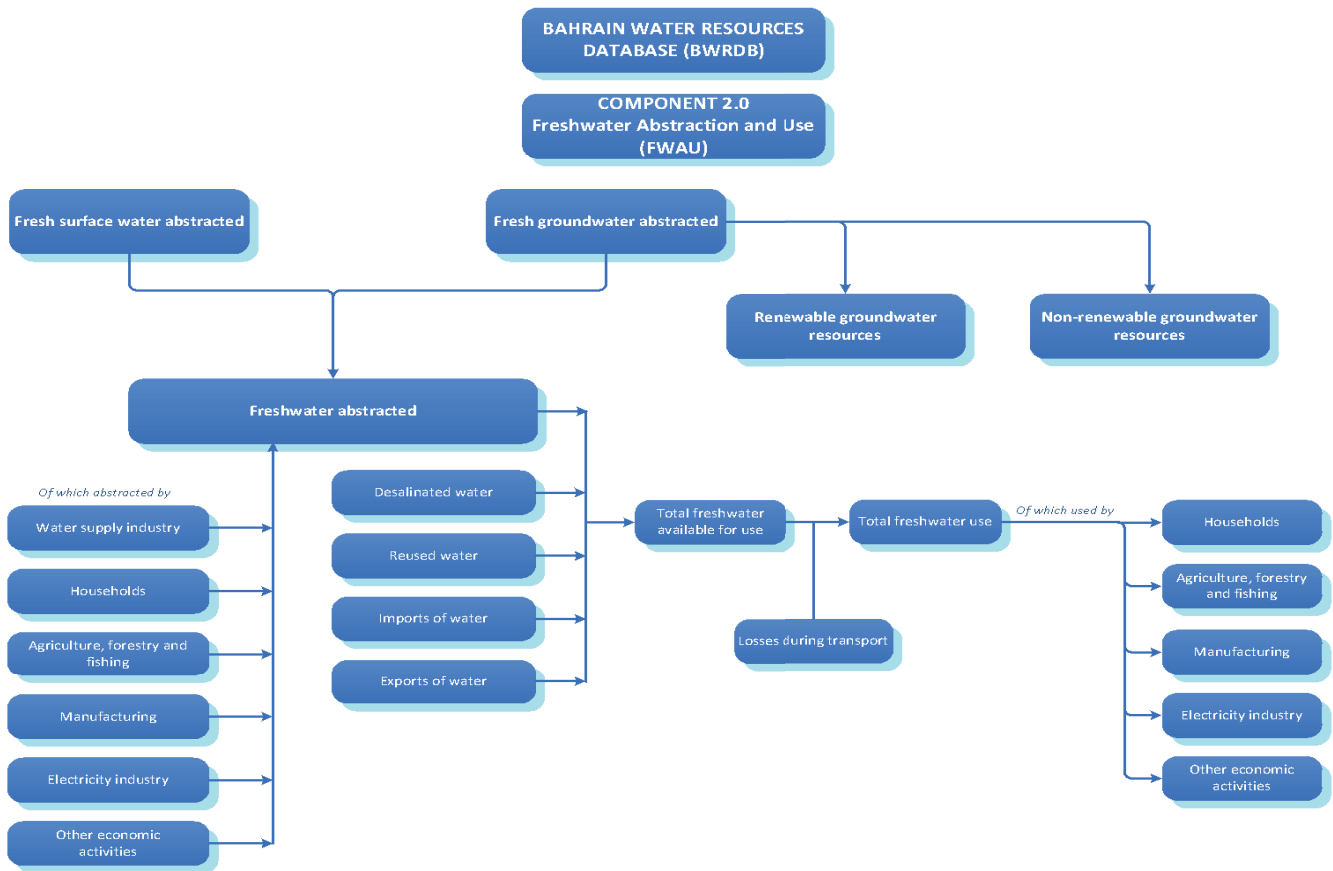 BAHRAIN WATER RESOURCES
DATABASE (BWRDB)
COMPONENT 2.0
Freshwater Abstraction and Use
(FWAU)
Fresh surface water abstracted
Fresh groundwater abstracted
Renewable groundwater
resources
Non-renewable groundwater
resources
Freshwater abstracted
Of which abstracted by
Water supply industry
Households
Agriculture, forestry and
fishing
Manufacturing
Electricity industry
Other economic
activities
Desalinated water
Reused water
Imports of water
Exports of water
Total freshwater
available for use
Losses during transport
Total freshwater use
Of which used by
Households
Agriculture, forestry
and fishing
Manufacturing
Electricity industry
Other economic
activities